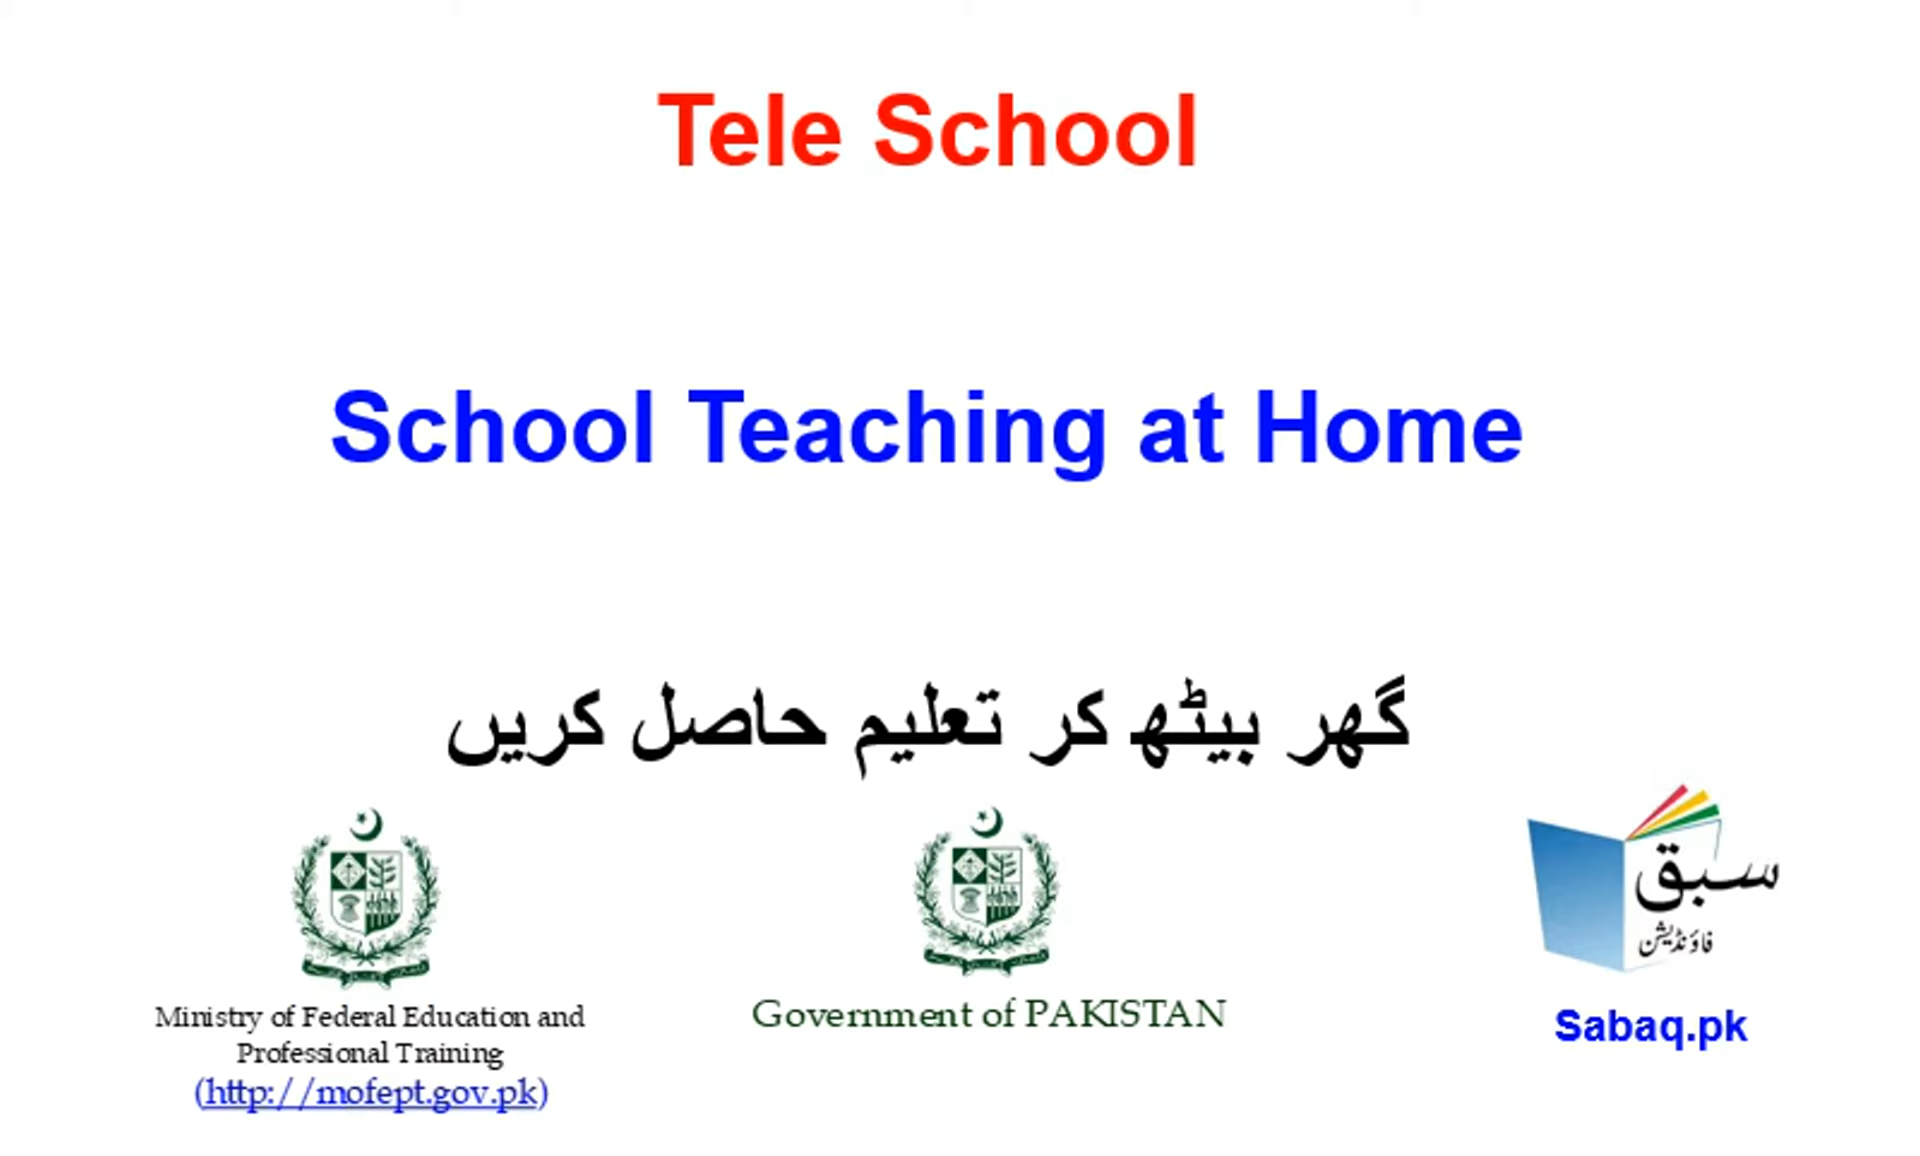 Tele School
School Teaching at Home
گھر بیٹھ کر تعلیم حاصل کریں
Ministry of Federal Education and
Professional Training
(http://mofept.gov.pk)
Government of PAKISTAN
سبق
فاؤنڈیشن
Sabaq.pk